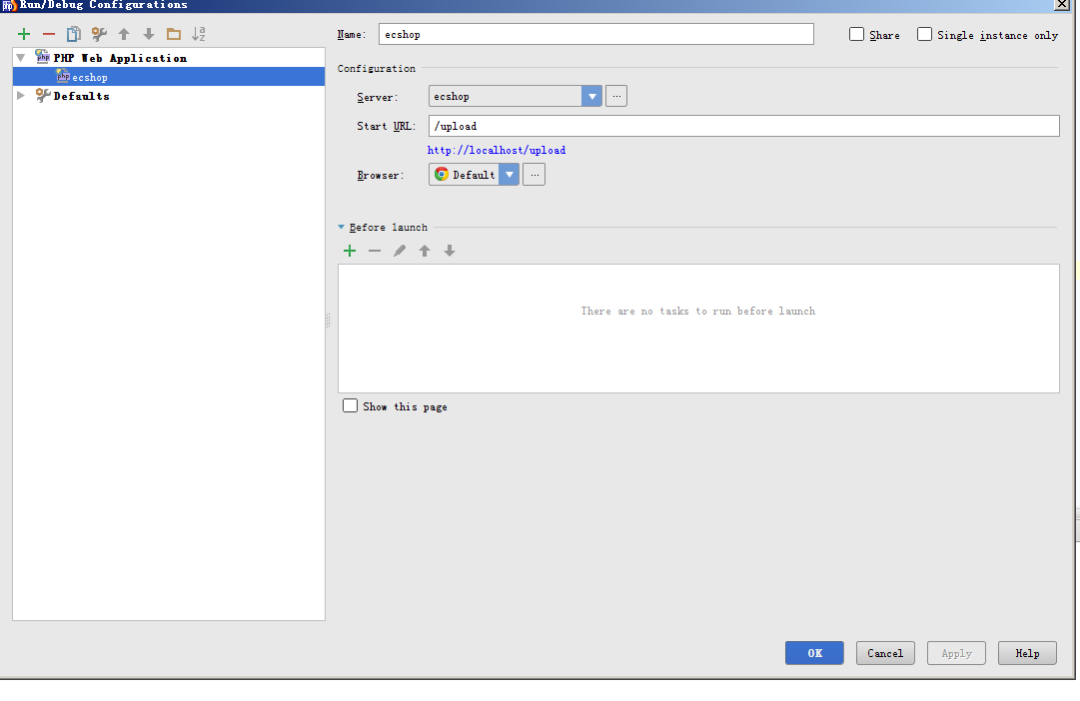 Run/Debug Configurations
PHP Web Application
ecshop
Defaults
Name: ecshop
Share
Single instance only
Configuration
Server: ecshop
Start URL: /upload
http://localhost/upload
Browser: Default
Before launch
There are no tasks to run before launch
Show this page
OK Cancel Apply Help